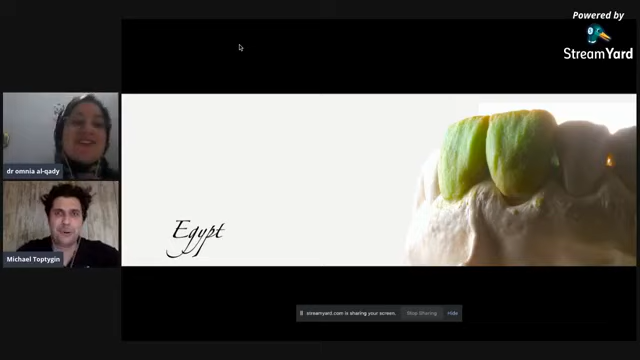 Powered by
StreamYard
dr omnia al-qady
Egypt
Michael Toptygin
streamyard.com is sharing your screen.
Stop Sharing
Hide